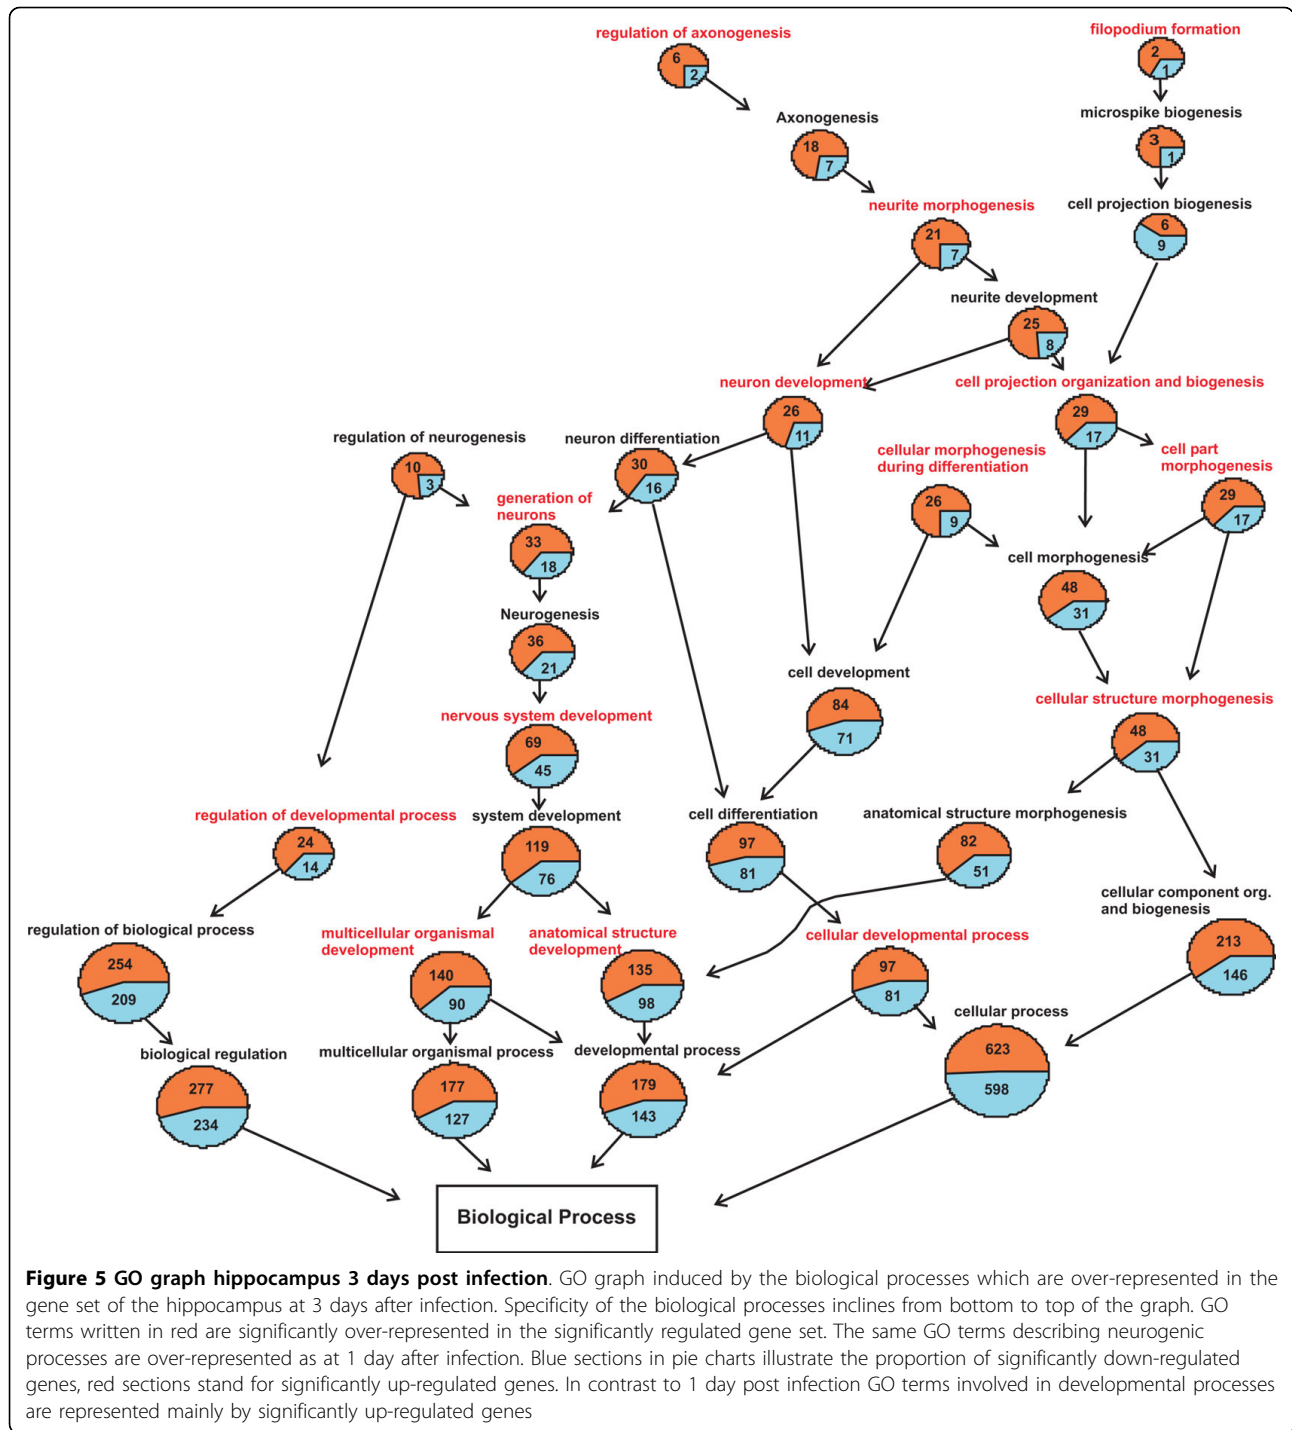 regulation of axonogenesis
6
2
filopodium formation
2
1
Axonogenesis
18
7
microspike biogenesis
3
1
neurite morphogenesis
21
7
cell projection biogenesis
6
9
neurite development
25
8
neuron development
26
11
cell projection organization and biogenesis
29
17
regulation of neurogenesis
10
3
neuron differentiation
30
16
cellular morphogenesis
during differentiation
26
9
cell part
morphogenesis
29
17
generation of
neurons
33
18
cell morphogenesis
48
31
Neurogenesis
36
21
cell development
84
71
cellular structure morphogenesis
48
31
nervous system development
69
45
regulation of developmental process
24
14
system development
119
76
cell differentiation
97
81
anatomical structure morphogenesis
82
51
cellular component org.
and biogenesis
213
146
regulation of biological process
254
209
multicellular organismal
development
140
90
anatomical structure
development
135
98
cellular developmental process
97
81
cellular process
623
598
biological regulation
277
234
multicellular organismal process
177
127
developmental process
179
143
Biological Process
Figure 5 GO graph hippocampus 3 days post infection. GO graph induced by the biological processes which are over-represented in the
gene set of the hippocampus at 3 days after infection. Specificity of the biological processes inclines from bottom to top of the graph. GO
terms written in red are significantly over-represented in the significantly regulated gene set. The same GO terms describing neurogenic
processes are over-represented as at 1 day after infection. Blue sections in pie charts illustrate the proportion of significantly down-regulated
genes, red sections stand for significantly up-regulated genes. In contrast to 1 day post infection GO terms involved in developmental processes
are represented mainly by significantly up-regulated genes